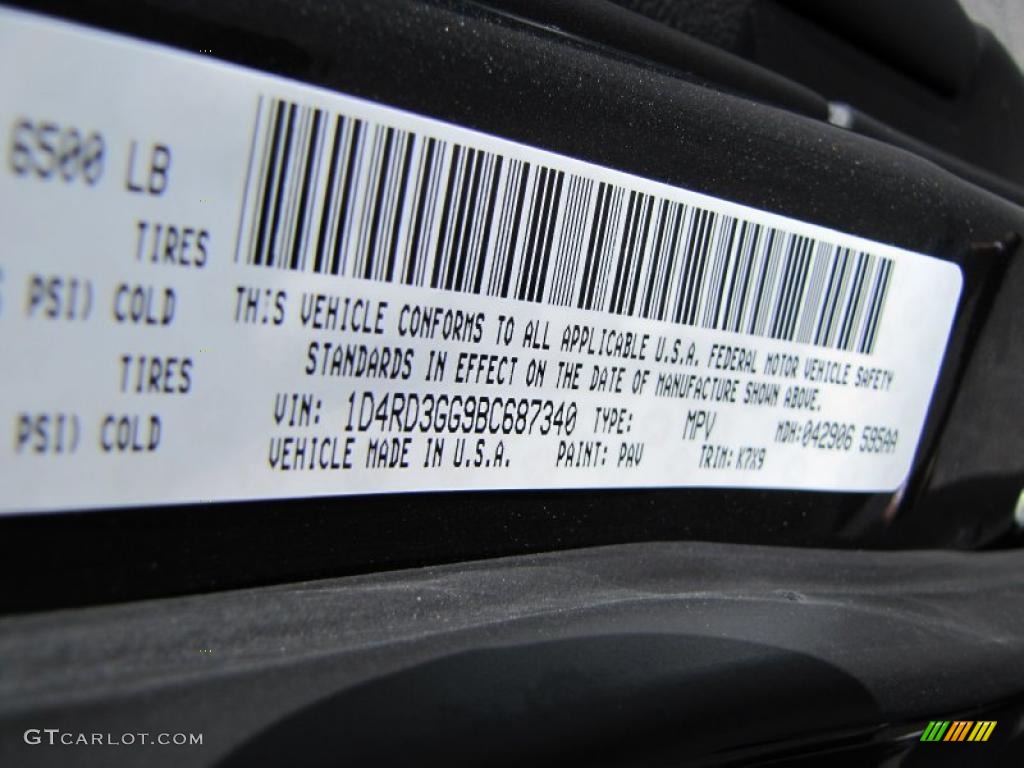 6500 LB
TIRES
PSI) COLD
TIRES
PSI) COLD
THIS VEHICLE CONFORMS TO ALL APPLICABLE U.S.A. FEDERAL MOTOR VEHICLE SAFETY
STANDARDS IN EFFECT ON THE DATE OF MANUFACTURE SHOWN ABOVE.
VIN: 1D4RD3GG9BC687340 TYPE: MPV MDH:042906 595AA
VEHICLE MADE IN U.S.A. PAINT: PAV TRIM: K7X9
GTCARLOT.COM